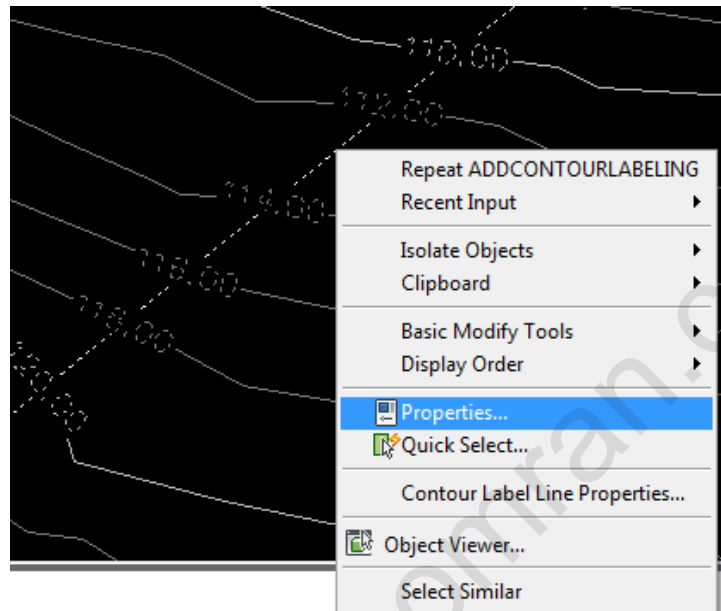 110.00
112.00
114.00
116.00
118.00
Repeat ADDCONTOURLABELING
Recent Input
Isolate Objects
Clipboard
Basic Modify Tools
Display Order
Properties...
Quick Select...
Contour Label Line Properties...
Object Viewer...
Select Similar